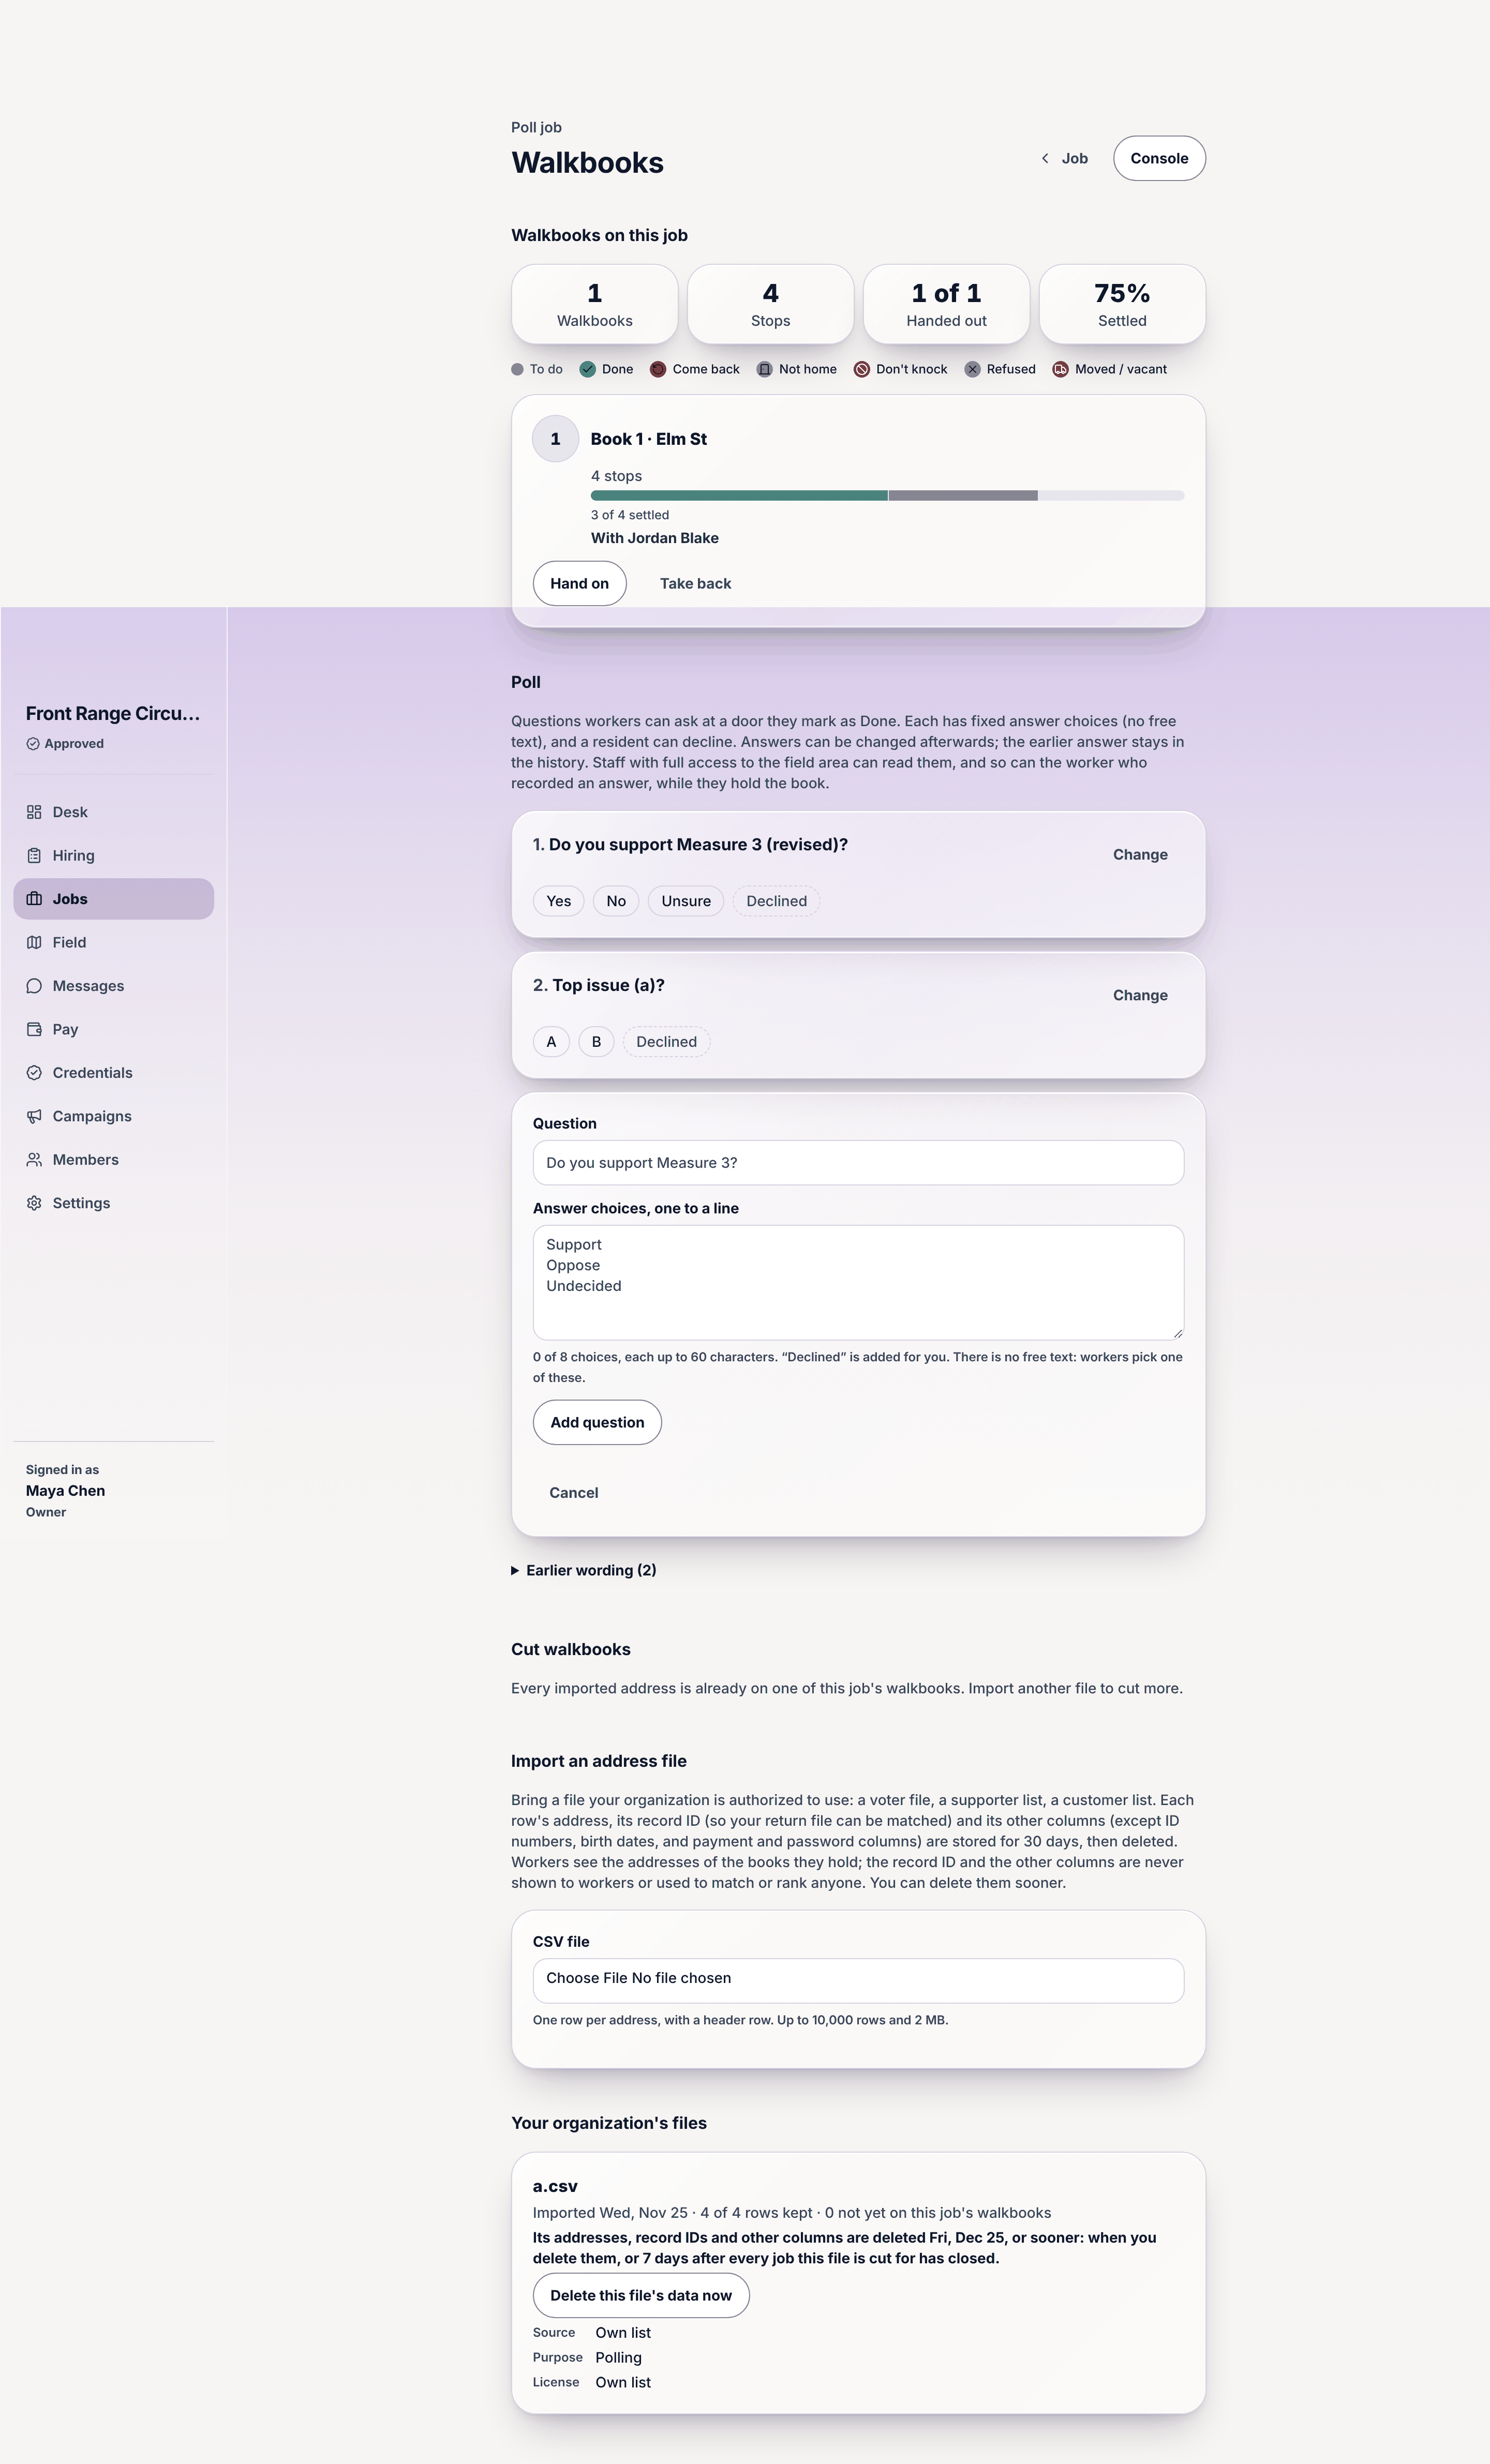 Poll job
Walkbooks
Job
Console
Walkbooks on this job
1
Walkbooks
4
Stops
1 of 1
Handed out
75%
Settled
To do
Done
Come back
Not home
Don't knock
Refused
Moved / vacant
1
Book 1 · Elm St
4 stops
3 of 4 settled
With Jordan Blake
Hand on
Take back
Front Range Circu…
Approved
Desk
Hiring
Jobs
Field
Messages
Pay
Credentials
Campaigns
Members
Settings
Signed in as
Maya Chen
Owner
Poll
Questions workers can ask at a door they mark as Done. Each has fixed answer choices (no free
text), and a resident can decline. Answers can be changed afterwards; the earlier answer stays in
the history. Staff with full access to the field area can read them, and so can the worker who
recorded an answer, while they hold the book.
1. Do you support Measure 3 (revised)?
Change
Yes
No
Unsure
Declined
2. Top issue (a)?
Change
A
B
Declined
Question
Do you support Measure 3?
Answer choices, one to a line
Support
Oppose
Undecided
0 of 8 choices, each up to 60 characters. “Declined” is added for you. There is no free text: workers pick one
of these.
Add question
Cancel
Earlier wording (2)
Cut walkbooks
Every imported address is already on one of this job's walkbooks. Import another file to cut more.
Import an address file
Bring a file your organization is authorized to use: a voter file, a supporter list, a customer list. Each
row's address, its record ID (so your return file can be matched) and its other columns (except ID
numbers, birth dates, and payment and password columns) are stored for 30 days, then deleted.
Workers see the addresses of the books they hold; the record ID and the other columns are never
shown to workers or used to match or rank anyone. You can delete them sooner.
CSV file
Choose File No file chosen
One row per address, with a header row. Up to 10,000 rows and 2 MB.
Your organization's files
a.csv
Imported Wed, Nov 25 · 4 of 4 rows kept · 0 not yet on this job's walkbooks
Its addresses, record IDs and other columns are deleted Fri, Dec 25, or sooner: when you
delete them, or 7 days after every job this file is cut for has closed.
Delete this file's data now
Source Own list
Purpose Polling
License Own list